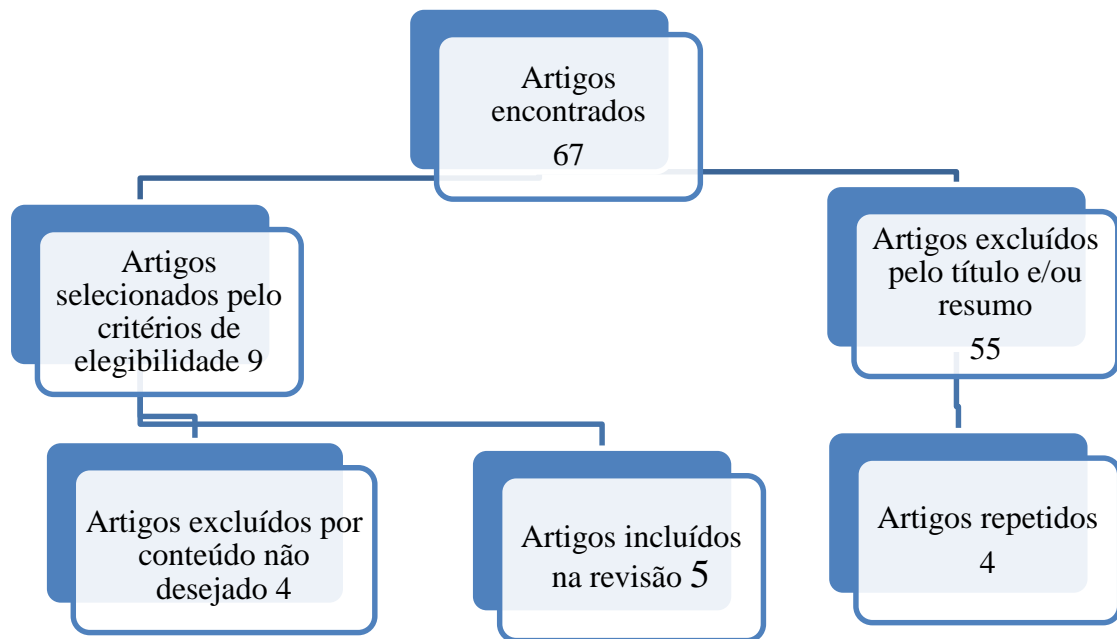 Artigos
encontrados
67
Artigos
selecionados pelo
critérios de
elegibilidade 9
Artigos excluídos
pelo título e/ou
resumo
55
Artigos excluídos por
conteúdo não
desejado 4
Artigos incluídos
na revisão 5
Artigos repetidos
4